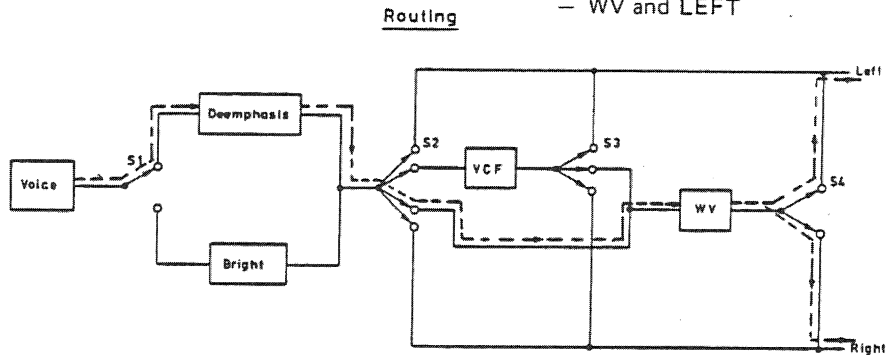 — WV and LEFT
Routing
Left
Deemphasis
S1
S2
S3
Voice
VCF
S4
WV
Bright
Right